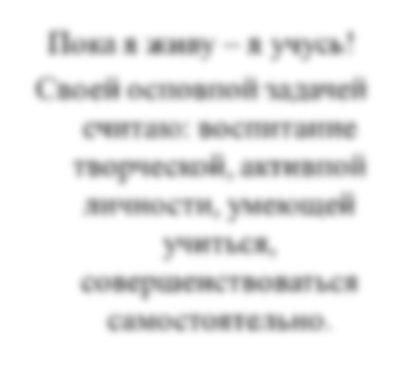 Пока я живу – я учусь!
Своей основной задачей
считаю: воспитание
творческой, активной
личности, умеющей
учиться,
совершенствоваться
самостоятельно.